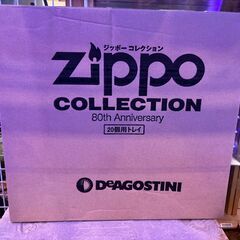 ジッポー コレクション
zippo
COLLECTION
80th Anniversary
20個用トレイ
DEAGOSTINI